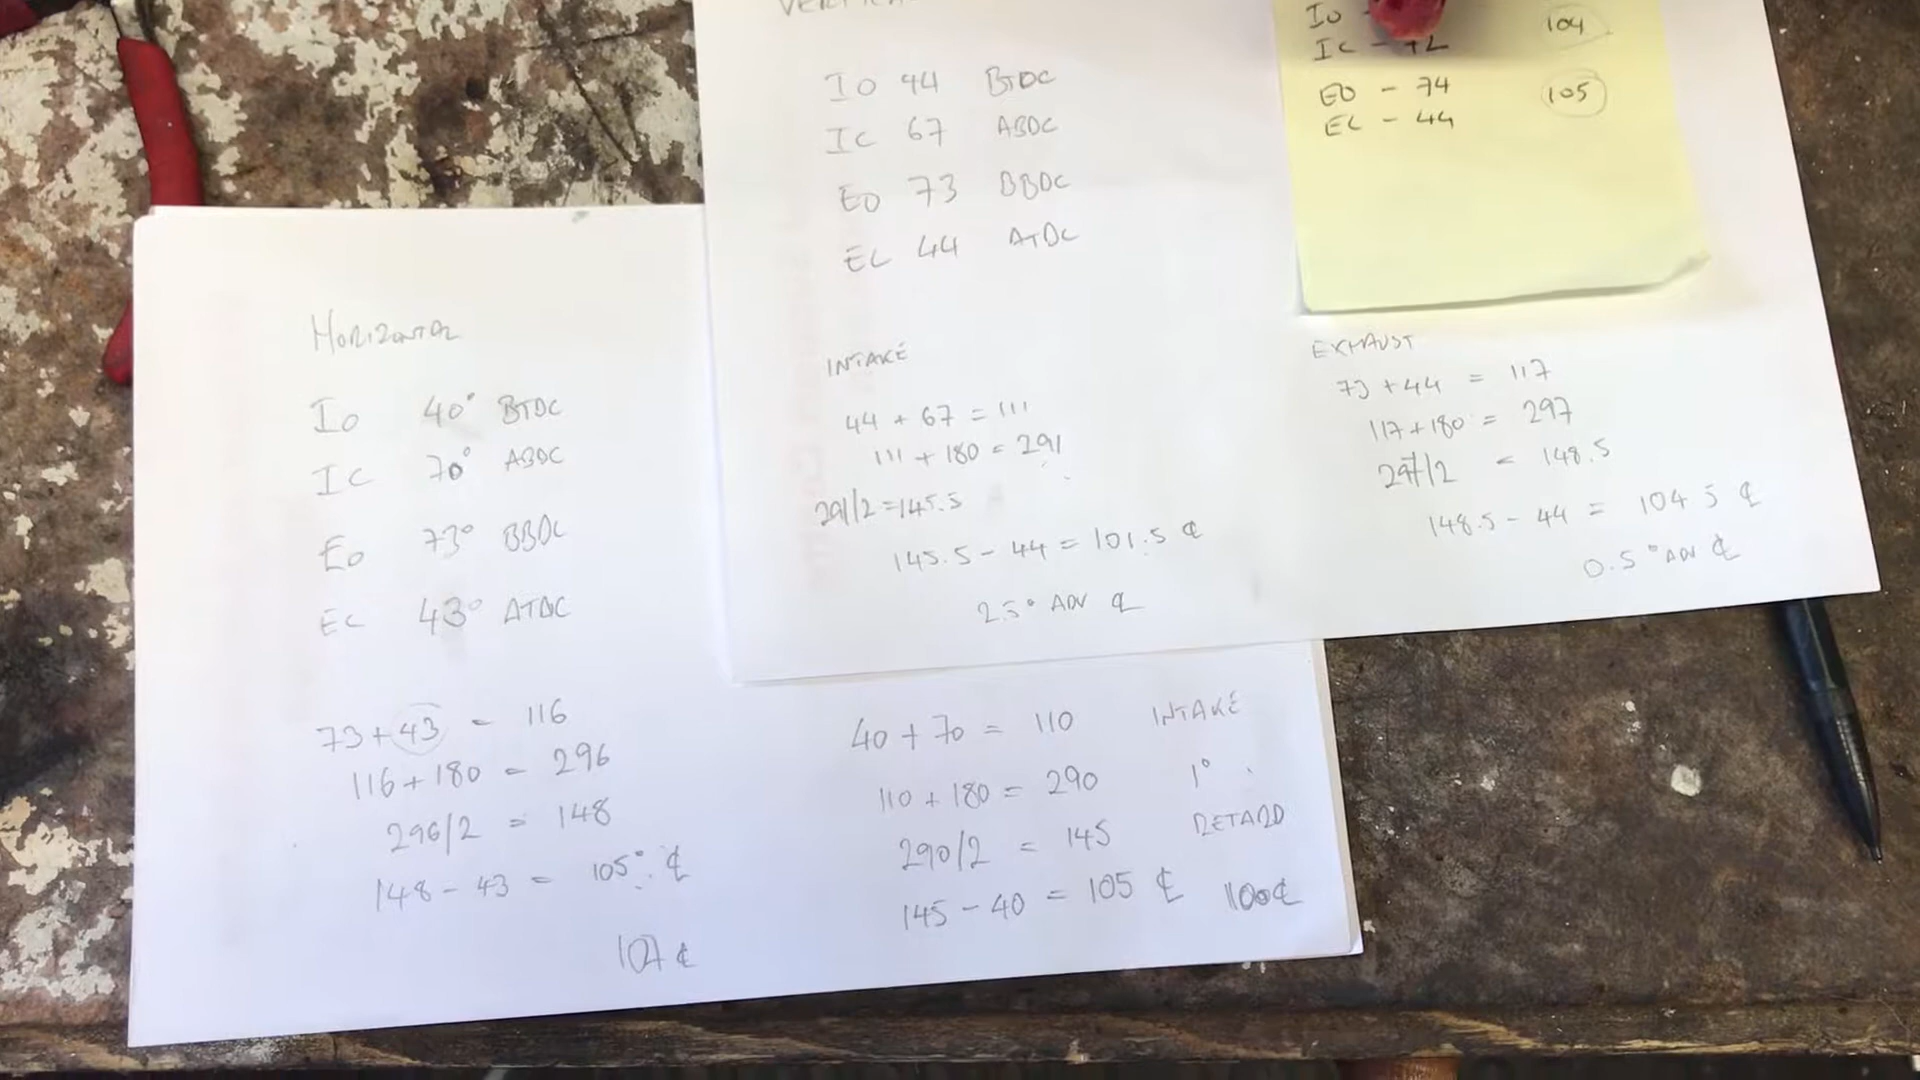 Horizontal
Io 40° BTDC
Ic 70° ABDC
Eo 73° BBDC
Ec 43° ATDC
73+43 = 116
116+180 = 296
296/2 = 148
148-43 = 105° ℄
107 ℄
40+70 = 110 INTAKE
110+180 = 290 1°
290/2 = 145 RETARD
145-40 = 105 ℄
Io 44 BTDC
Ic 67 ABDC
Eo 73 BBDC
EC 44 ATDC
INTAKE
44 + 67 = 111
111 + 180 = 291
291/2 = 145.5
145.5 - 44 = 101.5 ℄
2.5° ADV ℄
Io 104
Ic
EO - 74 105
EC - 44
EXHAUST
73+44 = 117
117+180 = 297
297/2 = 148.5
148.5 - 44 = 104 5 ℄
0.5° ADV ℄